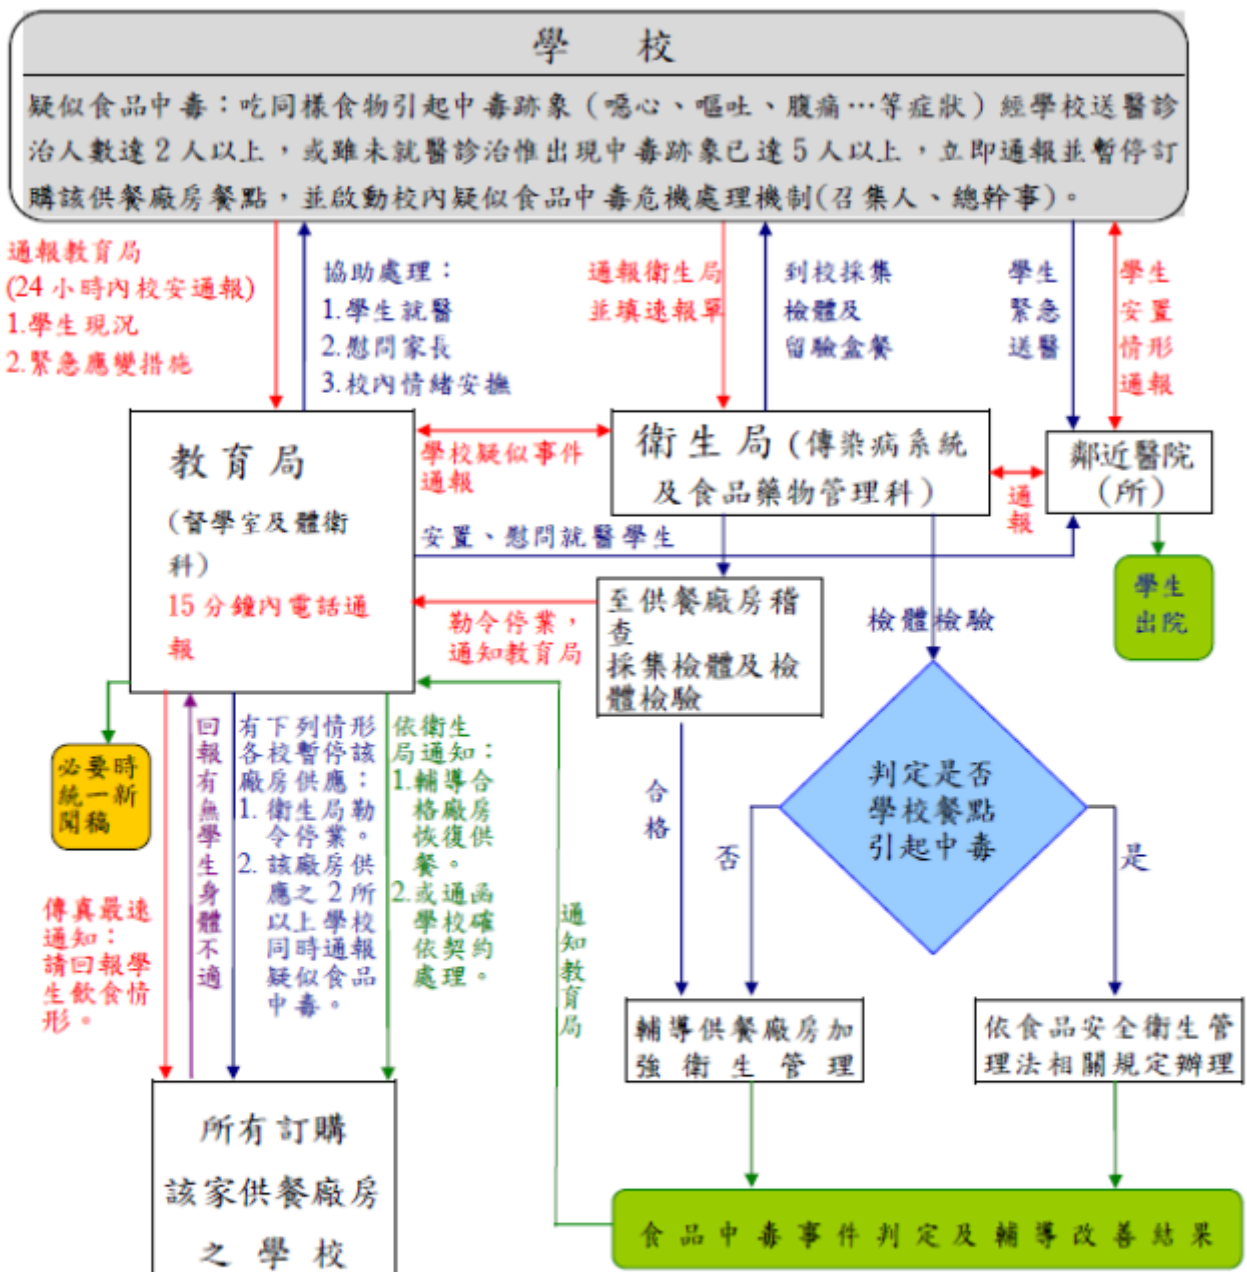 學 校
疑似食品中毒：吃同樣食物引起中毒跡象（噁心、嘔吐、腹痛…等症狀）經學校送醫診
治人數達2人以上，或雖未就醫診治惟出現中毒跡象已達5人以上，立即通報並暫停訂
購該供餐廠房餐點，並啟動校內疑似食品中毒危機處理機制(召集人、總幹事)。
通報教育局
(24小時內校安通報)
1.學生現況
2.緊急應變措施
協助處理：
1.學生就醫
2.慰問家長
3.校內情緒安撫
通報衛生局
並填速報單
到校採集
檢體及
留驗盒餐
學生
緊急
送醫
學生
安置
情形
通報
教育局
(督學室及體衛
科)
15分鐘內電話通
報
學校疑似事件
通報
衛生局(傳染病系統
及食品藥物管理科)
通
報
鄰近醫院
(所)
安置、慰問就醫學生
學生
出院
勒令停業，
通知教育局
至供餐廠房稽
查
採集檢體及檢
體檢驗
檢體檢驗
必要時
統一新
聞稿
回報有無學生身體不適
有下列情形
各校暫停該
廠房供應：
1. 衛生局勒
令停業。
2. 該廠房供
應之2所
以上學校
同時通報
疑似食品
中毒。
依衛生
局通知：
1.輔導合
格廠房
恢復供
餐。
2.或通函
學校確
依契約
處理。
合格
否
判定是否
學校餐點
引起中毒
是
傳真最速
通知：
請回報學
生飲食情
形。
通知教育局
輔導供餐廠房加
強衛生管理
依食品安全衛生管
理法相關規定辦理
所有訂購
該家供餐廠房
之學校
食品中毒事件判定及輔導改善結果